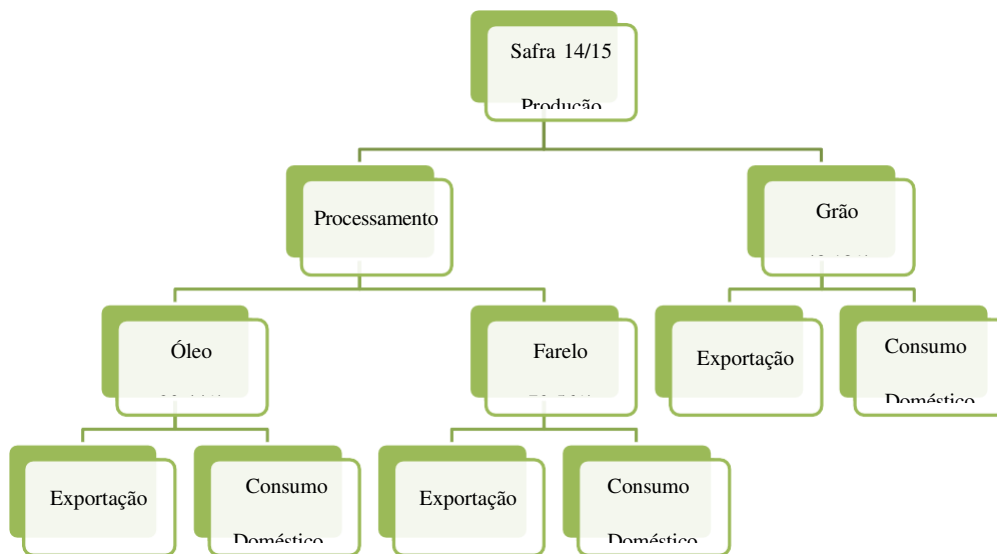 Safra 14/15
Produção
Processamento
Grão
Óleo
Farelo
Exportação
Consumo
Doméstico
Exportação
Consumo
Doméstico
Exportação
Consumo
Doméstico